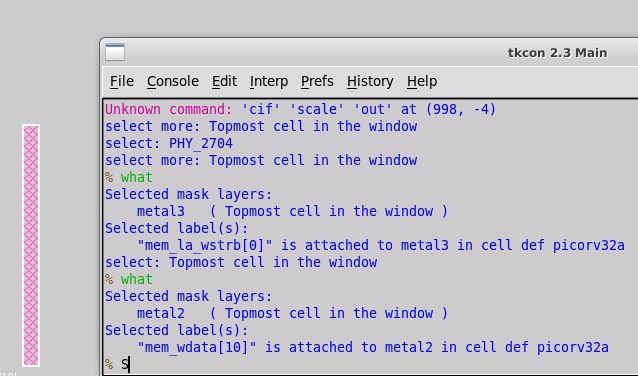 tkcon 2.3 Main
File Console Edit Interp Prefs History Help
Unknown command: 'cif' 'scale' 'out' at (998, -4)
select more: Topmost cell in the window
select: PHY_2704
select more: Topmost cell in the window
% what
Selected mask layers:
metal3 ( Topmost cell in the window )
Selected label(s):
"mem_la_wstrb[0]" is attached to metal3 in cell def picorv32a
select: Topmost cell in the window
% what
Selected mask layers:
metal2 ( Topmost cell in the window )
Selected label(s):
"mem_wdata[10]" is attached to metal2 in cell def picorv32a
% S